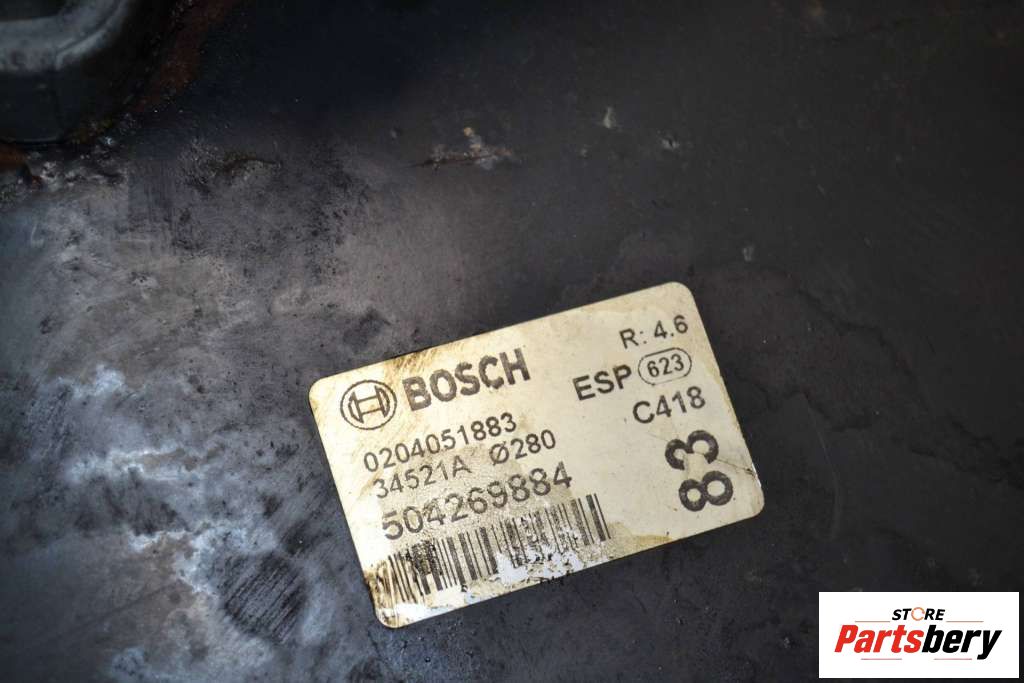 BOSCH
R: 4.6
ESP 623
C418
0204051883
34521A Ø280
504269884
83
STORE
Partsbery